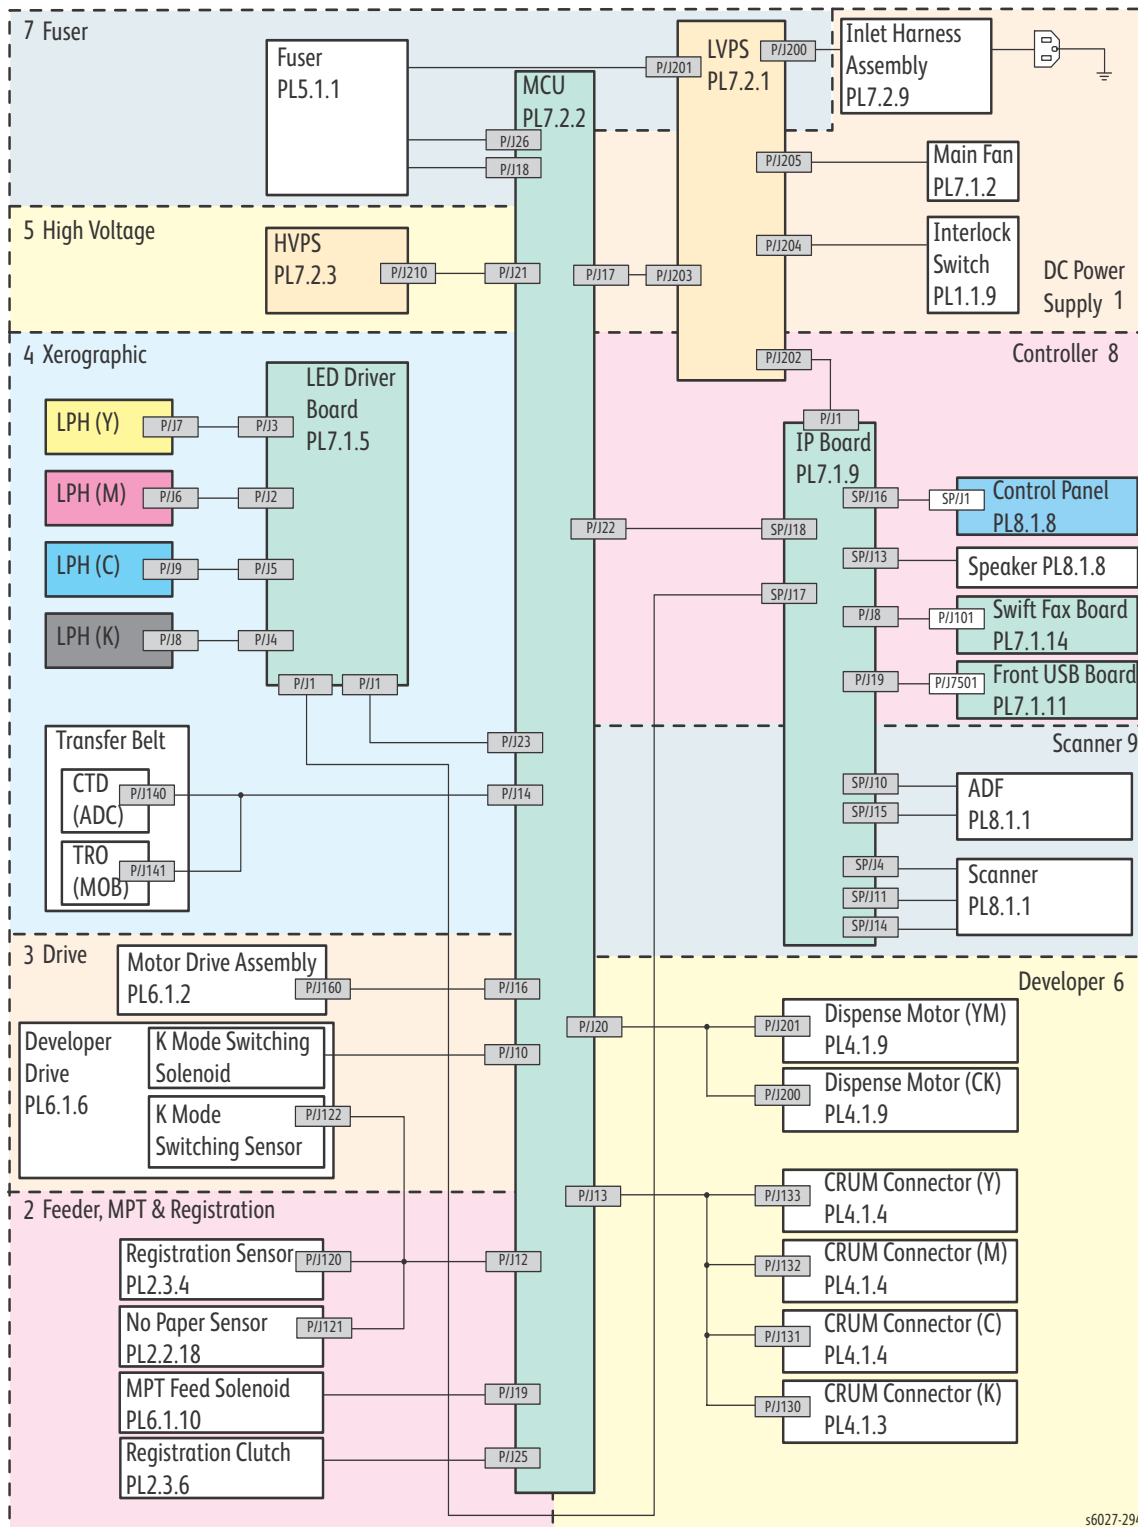 7 Fuser
Fuser
PL5.1.1
P/J201
LVPS
PL7.2.1
P/J200
Inlet Harness
Assembly
PL7.2.9
MCU
PL7.2.2
P/J26
P/J18
P/J205
Main Fan
PL7.1.2
P/J204
Interlock
Switch
PL1.1.9
DC Power
Supply 1
5 High Voltage
HVPS
PL7.2.3
P/J210
P/J21
P/J17
P/J203
P/J202
Controller 8
4 Xerographic
LED Driver
Board
PL7.1.5
LPH (Y)
P/J7
P/J3
LPH (M)
P/J6
P/J2
LPH (C)
P/J9
P/J5
LPH (K)
P/J8
P/J4
P/J1
P/J1
P/J1
IP Board
PL7.1.9
SP/J16
SP/J1
Control Panel
PL8.1.8
P/J22
SP/J18
SP/J13
Speaker PL8.1.8
SP/J17
P/J8
P/J101
Swift Fax Board
PL7.1.14
P/J19
P/J7501
Front USB Board
PL7.1.11
P/J23
Transfer Belt
CTD
(ADC)
P/J140
P/J14
TRO
(MOB)
P/J141
Scanner 9
SP/J10
ADF
PL8.1.1
SP/J15
SP/J4
Scanner
PL8.1.1
SP/J11
SP/J14
3 Drive
Motor Drive Assembly
PL6.1.2
P/J160
P/J16
Developer
Drive
PL6.1.6
K Mode Switching
Solenoid
P/J10
K Mode
Switching Sensor
P/J122
Developer 6
P/J20
P/J201
Dispense Motor (YM)
PL4.1.9
P/J200
Dispense Motor (CK)
PL4.1.9
P/J13
P/J133
CRUM Connector (Y)
PL4.1.4
P/J132
CRUM Connector (M)
PL4.1.4
P/J131
CRUM Connector (C)
PL4.1.4
P/J130
CRUM Connector (K)
PL4.1.3
2 Feeder, MPT & Registration
Registration Sensor
PL2.3.4
P/J120
P/J12
No Paper Sensor
PL2.2.18
P/J121
MPT Feed Solenoid
PL6.1.10
P/J19
Registration Clutch
PL2.3.6
P/J25
s6027-294